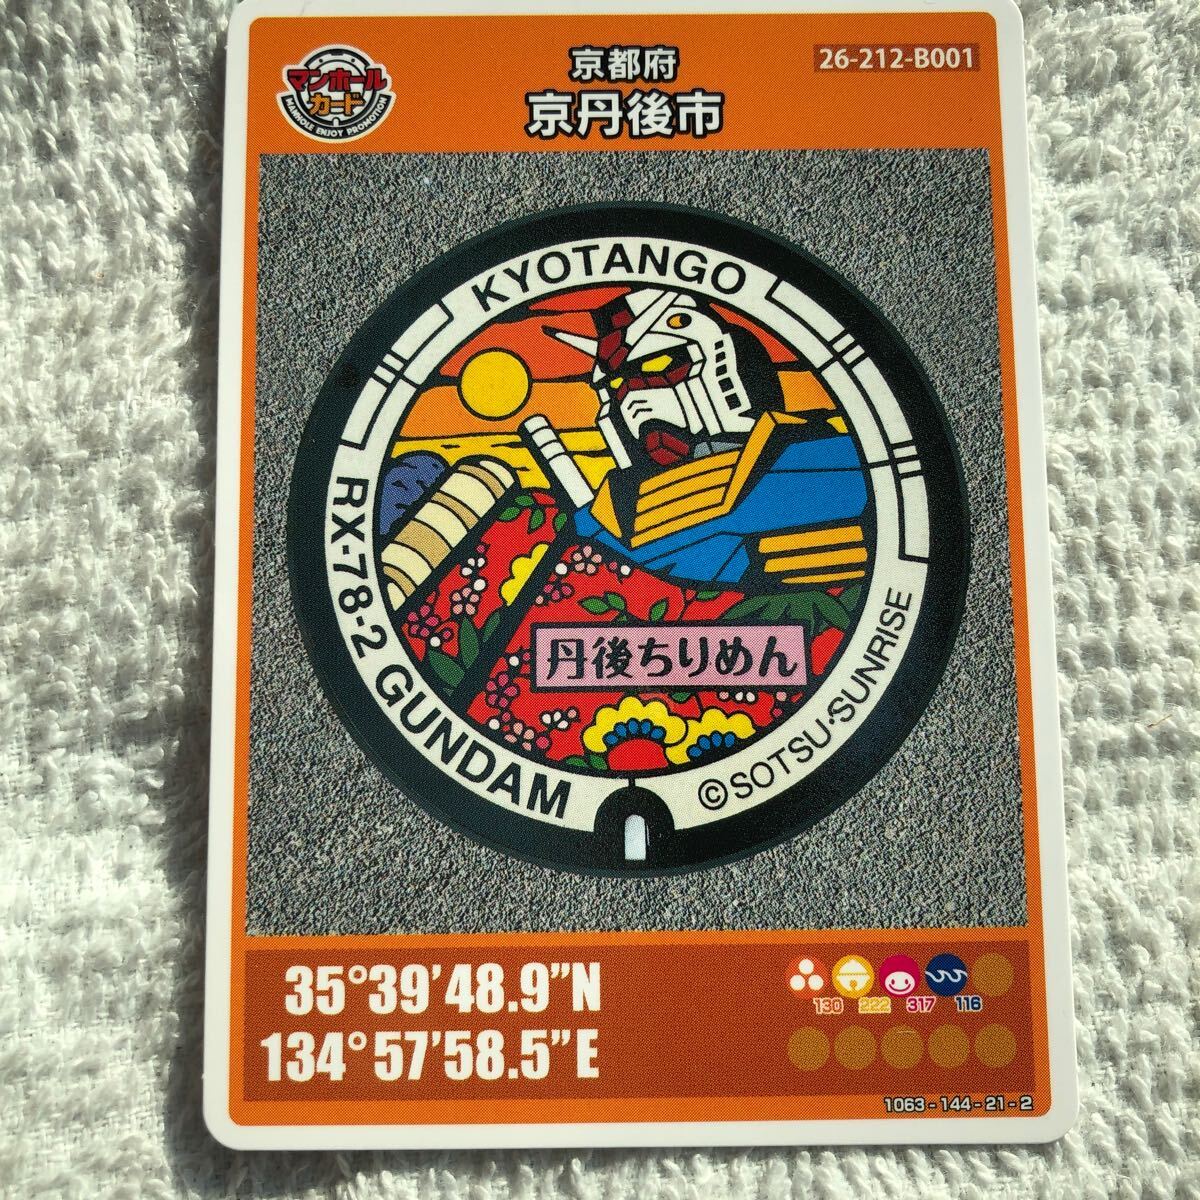 マンホール
カード
MANHOLE ENJOY PROMOTION
京都府
京丹後市
26-212-B001
KYOTANGO
RX-78-2 GUNDAM
丹後ちりめん
©SOTSU·SUNRISE
35°39’48.9”N
134°57’58.5”E
130 222 317 116
1063-144-21-2